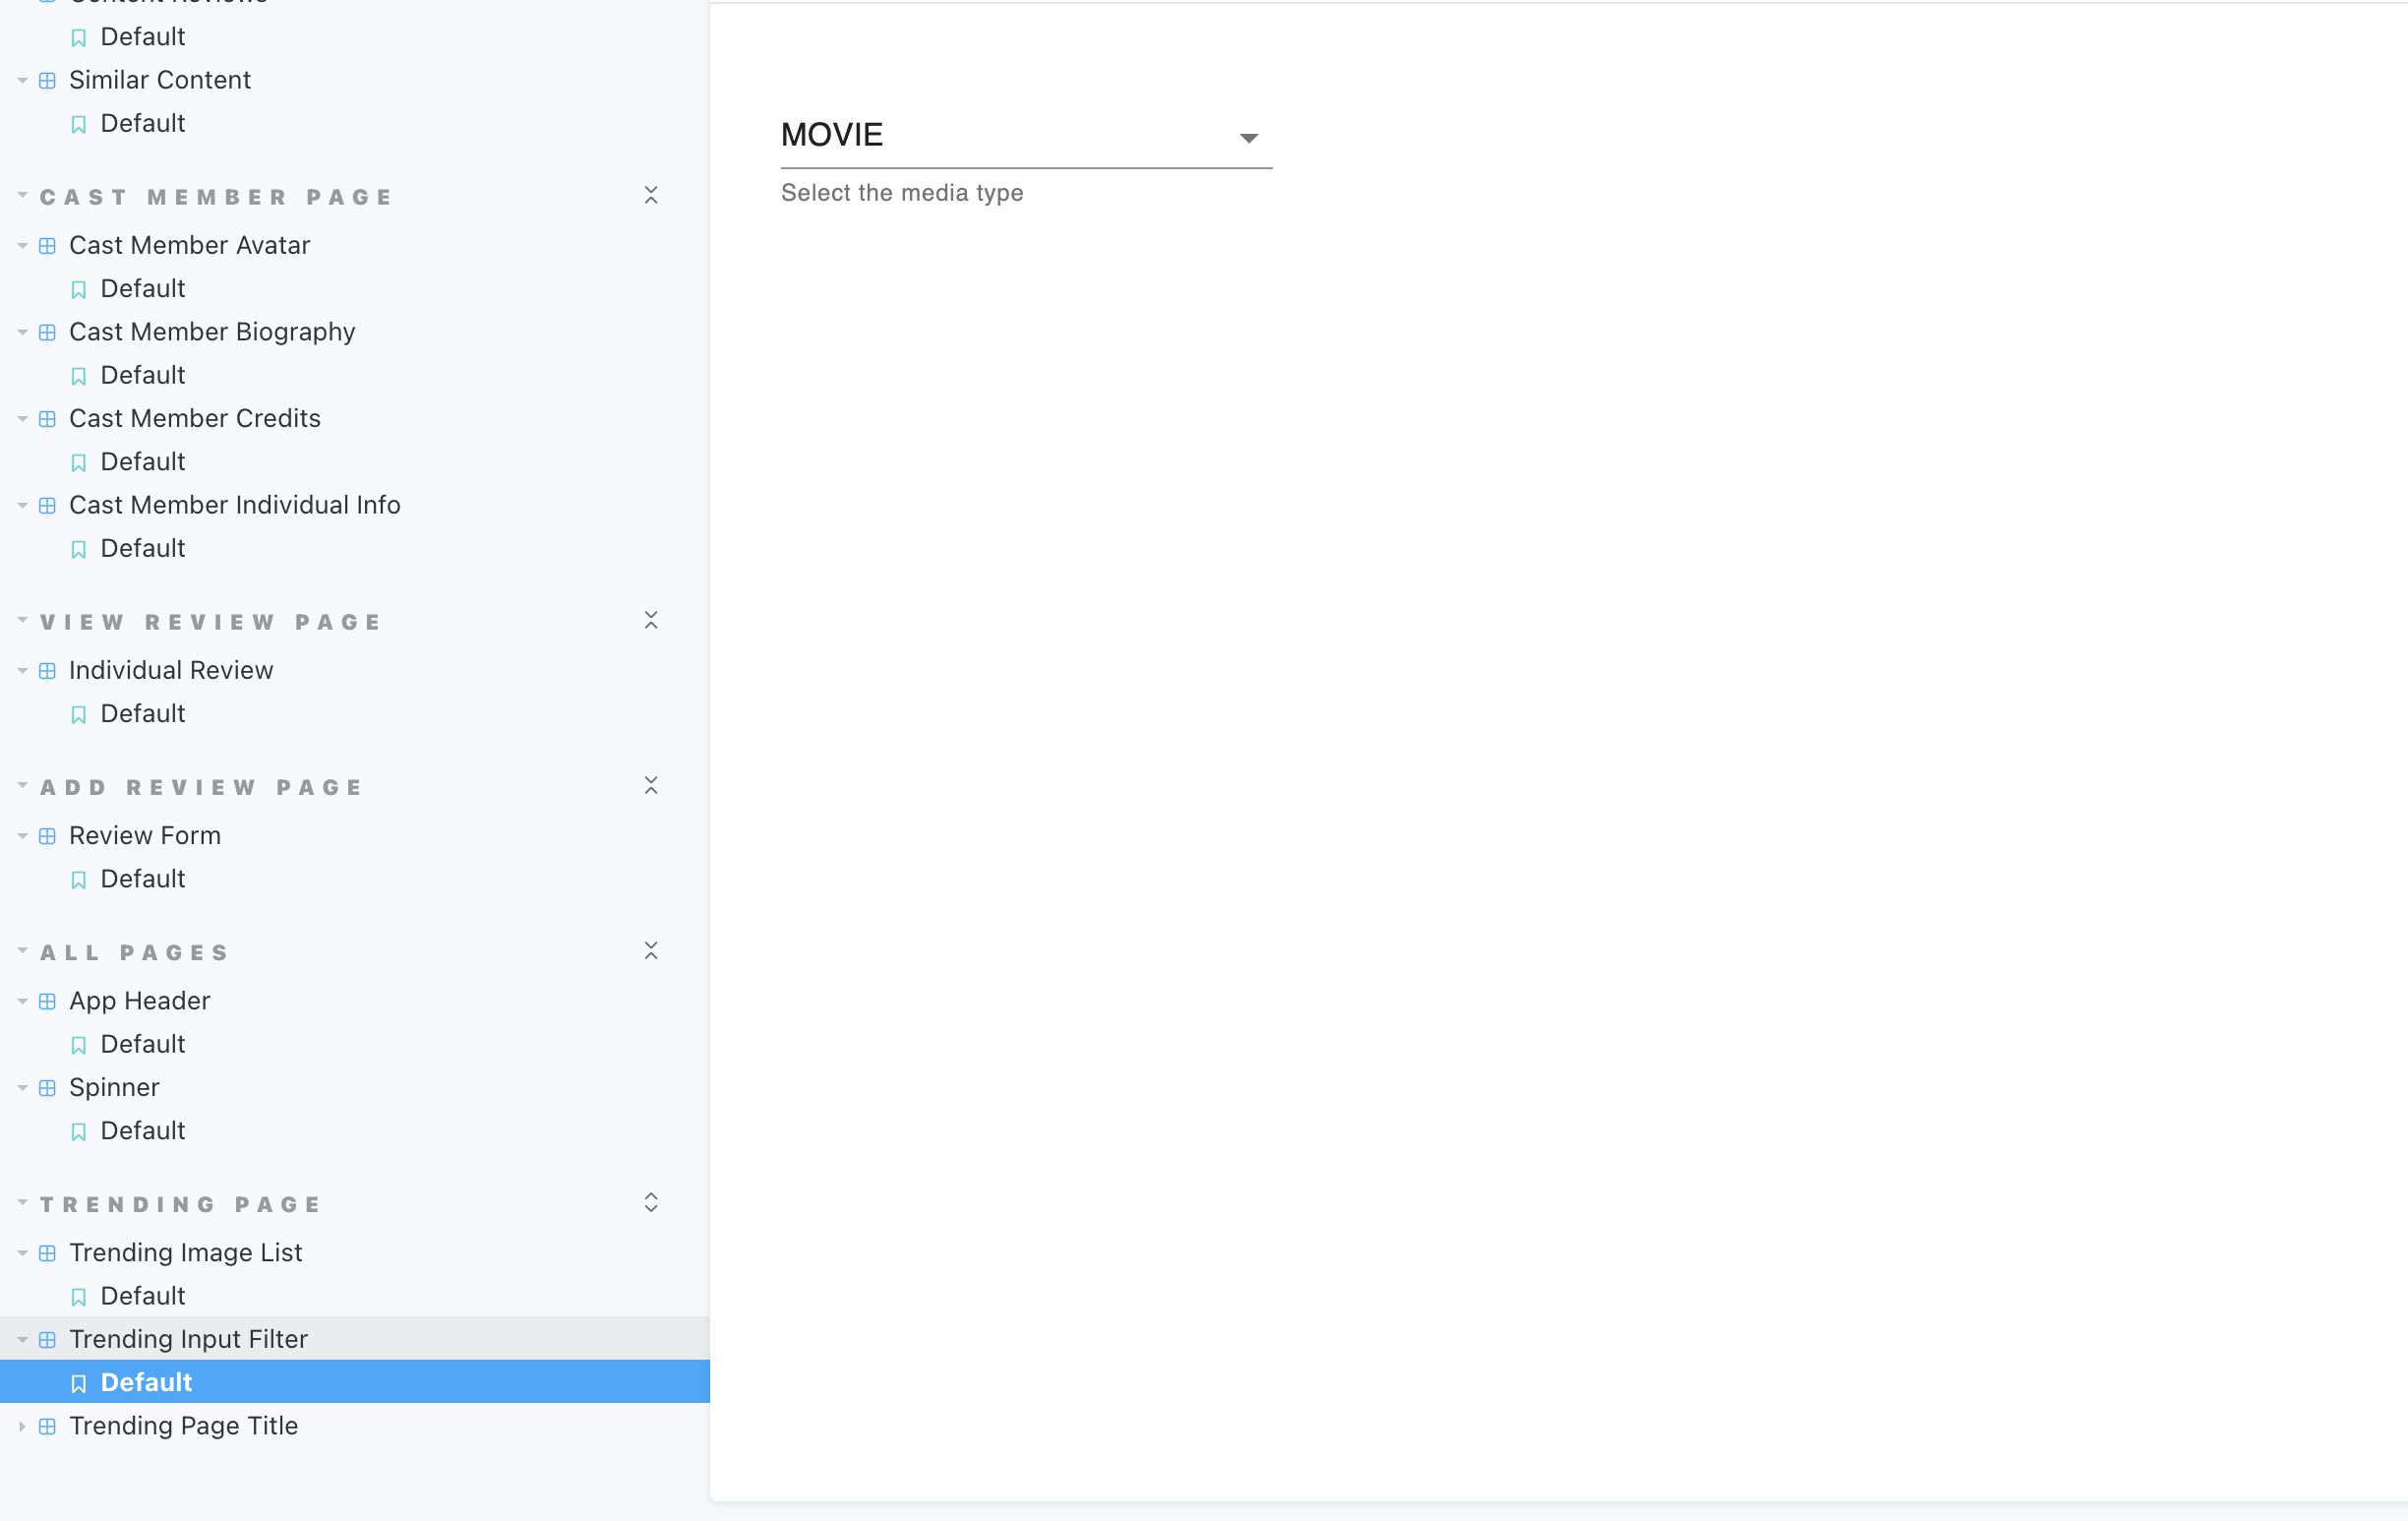 Content Reviews
Default
Similar Content
Default
CAST MEMBER PAGE
Cast Member Avatar
Default
Cast Member Biography
Default
Cast Member Credits
Default
Cast Member Individual Info
Default
VIEW REVIEW PAGE
Individual Review
Default
ADD REVIEW PAGE
Review Form
Default
ALL PAGES
App Header
Default
Spinner
Default
TRENDING PAGE
Trending Image List
Default
Trending Input Filter
Default
Trending Page Title
MOVIE
Select the media type